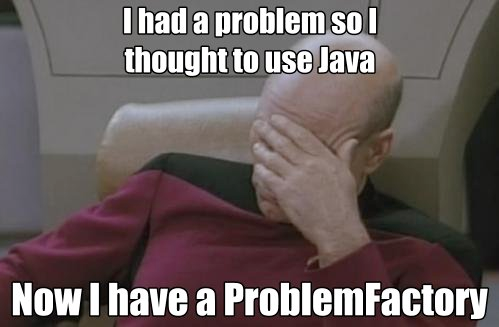 I had a problem so I
thought to use Java
Now I have a ProblemFactory